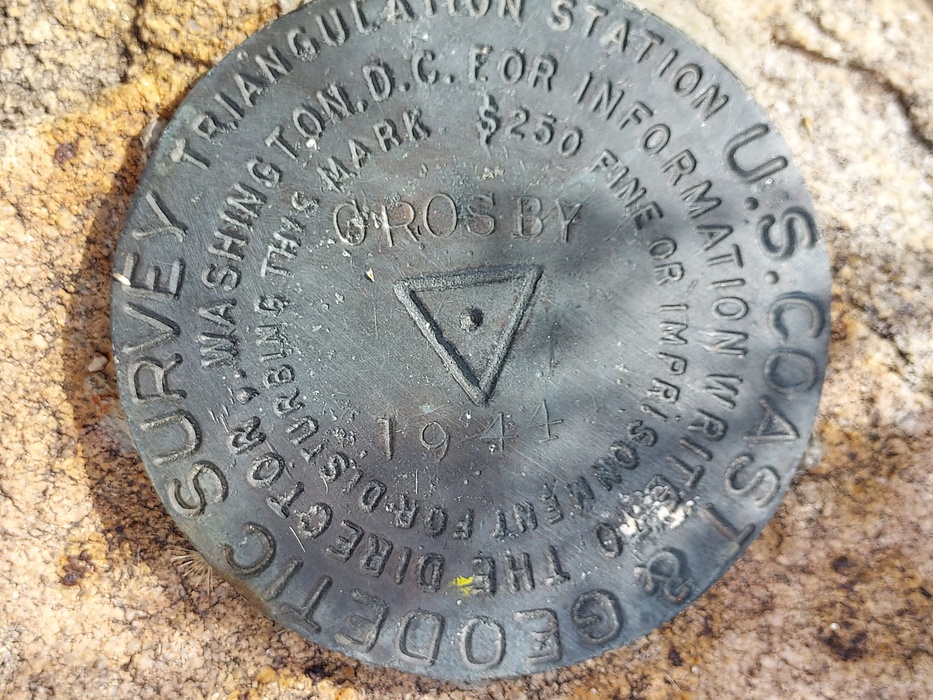 U.S. COAST & GEODETIC SURVEY
TRIANGULATION STATION
FOR INFORMATION WRITE TO THE DIRECTOR, WASHINGTON, D.C.
$250 FINE OR IMPRISONMENT FOR DISTURBING THIS MARK
CROSBY
1944